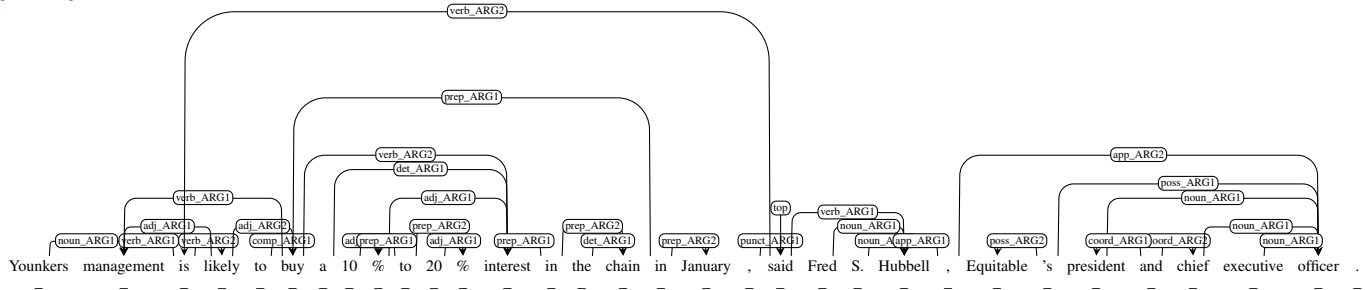 verb_ARG2
prep_ARG1
verb_ARG2 app_ARG2
det_ARG1 poss_ARG1
verb_ARG1 adj_ARG1 noun_ARG1
top verb_ARG1
adj_ARG1 adj_ARG2 prep_ARG2 prep_ARG2 noun_ARG1 noun_ARG1
noun_ARG1 verb_ARG1 verb_ARG2 comp_ARG1 prep_ARG1 adj_ARG1 prep_ARG1 det_ARG1 prep_ARG2 punct_ARG1 app_ARG1 poss_ARG2 coord_ARG1 noun_ARG1
Younkers management is likely to buy a 10 % to 20 % interest in the chain in January , said Fred S. Hubbell , Equitable 's president and chief executive officer .
_ _ _ _ _ _ _ _ _ _ _ _ _ _ _ _ _ _ _ _ _ _ _ _ _ _ _ _ _ _ _ _